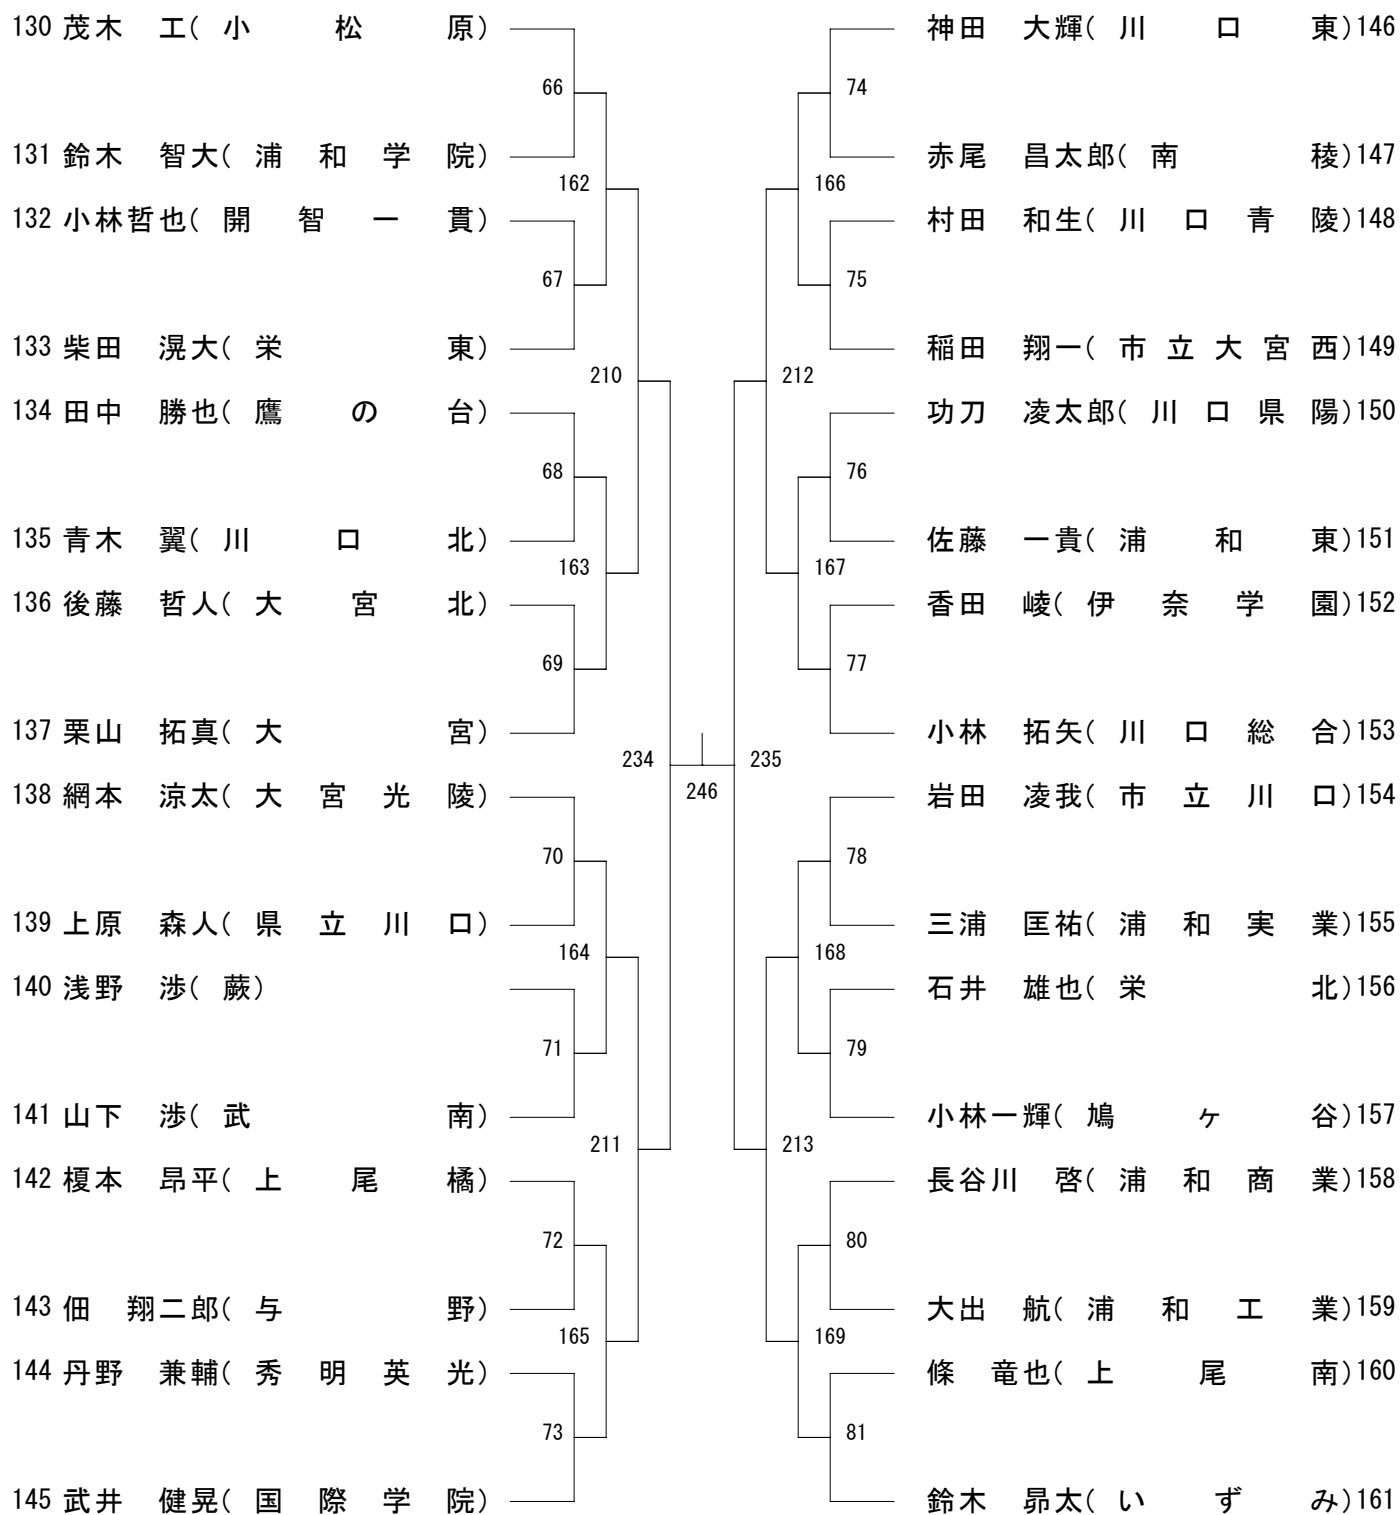 130 茂木 工( 小 松 原)
66
131 鈴木 智大( 浦 和 学 院)
162
132 小林哲也( 開 智 一 貫)
67
133 柴田 滉大( 栄 東)
210
134 田中 勝也( 鷹 の 台)
68
135 青木 翼( 川 口 北)
163
136 後藤 哲人( 大 宮 北)
69
137 栗山 拓真( 大 宮)
234
138 網本 涼太( 大 宮 光 陵)
70
139 上原 森人( 県 立 川 口)
164
140 浅野 渉( 蕨)
71
141 山下 渉( 武 南)
211
142 榎本 昂平( 上 尾 橘)
72
143 佃 翔二郎( 与 野)
165
144 丹野 兼輔( 秀 明 英 光)
73
145 武井 健晃( 国 際 学 院)
246
神田 大輝( 川 口 東)146
74
赤尾 昌太郎( 南 稜)147
166
村田 和生( 川 口 青 陵)148
75
稲田 翔一( 市 立 大 宮 西)149
212
功刀 凌太郎( 川 口 県 陽)150
76
佐藤 一貴( 浦 和 東)151
167
香田 崚( 伊 奈 学 園)152
77
小林 拓矢( 川 口 総 合)153
235
岩田 凌我( 市 立 川 口)154
78
三浦 匡祐( 浦 和 実 業)155
168
石井 雄也( 栄 北)156
79
小林一輝( 鳩 ヶ 谷)157
213
長谷川 啓( 浦 和 商 業)158
80
大出 航( 浦 和 工 業)159
169
條 竜也( 上 尾 南)160
81
鈴木 昴太( い ず み)161